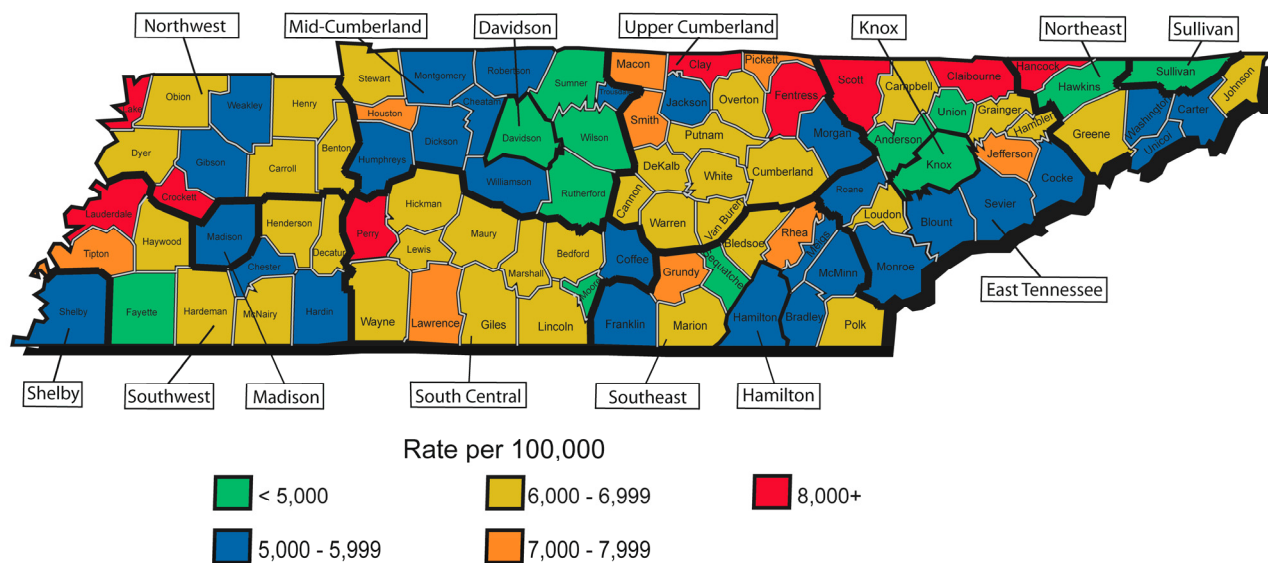 Northwest
Mid-Cumberland
Davidson
Upper Cumberland
Knox
Northeast
Sullivan
Lake
Obion
Weakley
Henry
Stewart
Montgomery
Robertson
Sumner
Macon
Clay
Pickett
Scott
Campbell
Claibourne
Hancock
Hawkins
Sullivan
Johnson
Houston
Cheatam
Trousdale
Smith
Jackson
Overton
Fentress
Union
Grainger
Hamblen
Greene
Washington
Carter
Unicoi
Dyer
Gibson
Carroll
Benton
Humphreys
Dickson
Davidson
Wilson
Putnam
Morgan
Anderson
Knox
Jefferson
Cocke
Lauderdale
Crockett
Williamson
Rutherford
DeKalb
White
Cumberland
Roane
Loudon
Blount
Sevier
Tipton
Haywood
Madison
Henderson
Decatur
Perry
Hickman
Lewis
Maury
Marshall
Bedford
Cannon
Warren
Van Buren
Bledsoe
Rhea
Meigs
McMinn
Monroe
Chester
Coffee
Grundy
Sequatchie
Moore
Shelby
Fayette
Hardeman
McNairy
Hardin
Wayne
Lawrence
Giles
Lincoln
Franklin
Marion
Hamilton
Bradley
Polk
East Tennessee
Shelby
Southwest
Madison
South Central
Southeast
Hamilton
Rate per 100,000
< 5,000
6,000 - 6,999
8,000+
5,000 - 5,999
7,000 - 7,999